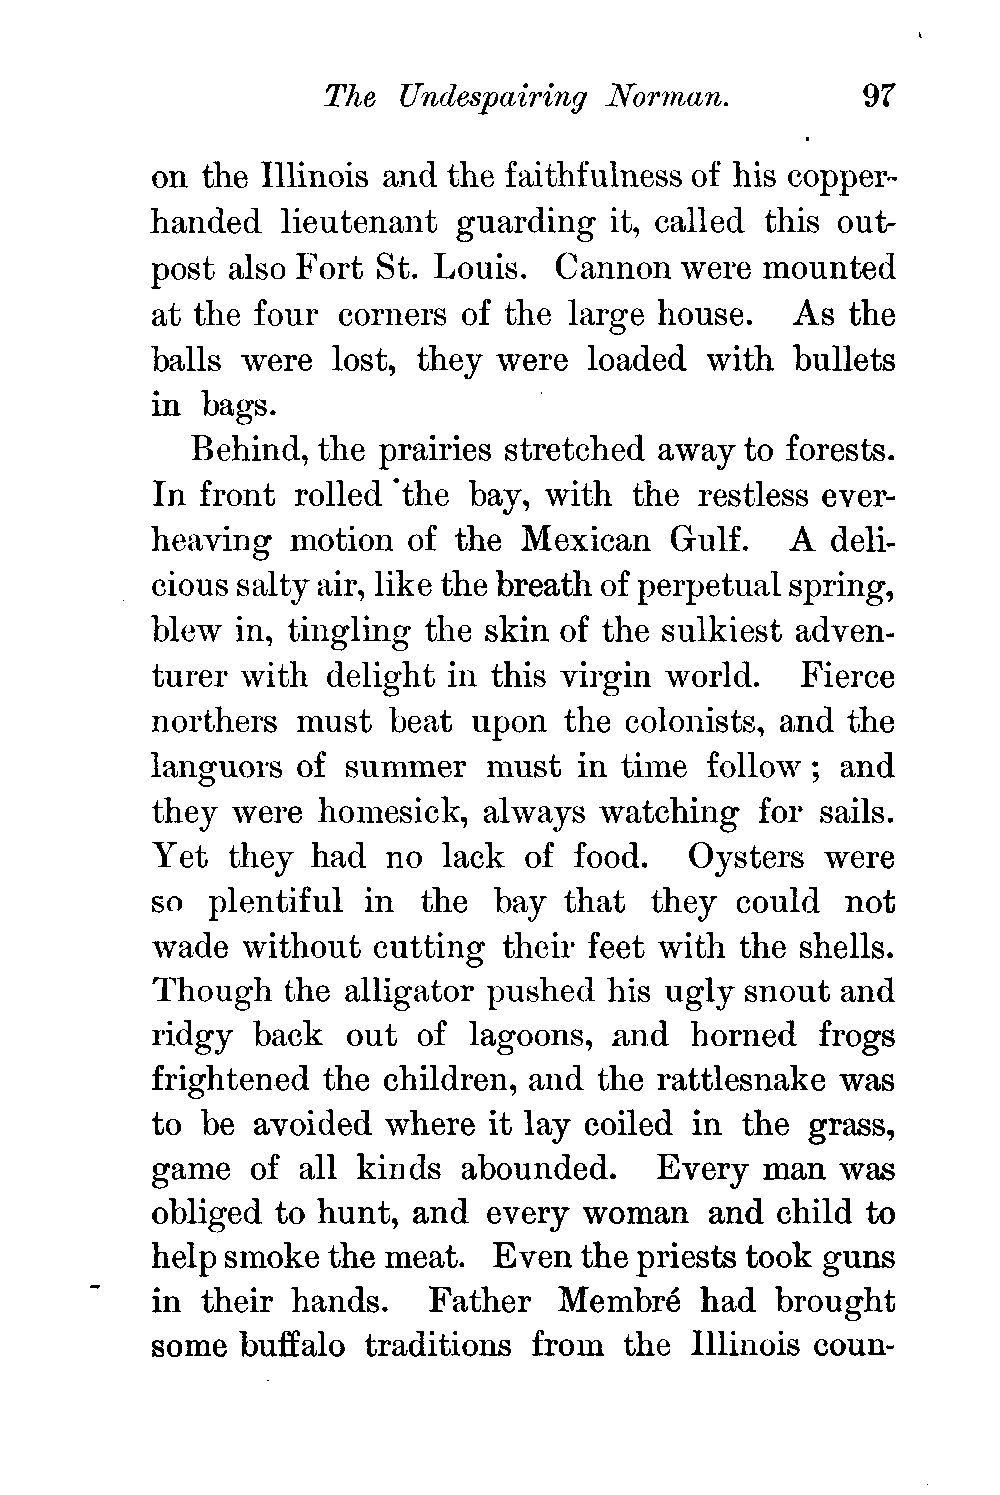 The Undespairing Norman. 97
on the Illinois and the faithfulness of his copper-
handed lieutenant guarding it, called this out-
post also Fort St. Louis. Cannon were mounted
at the four corners of the large house. As the
balls were lost, they were loaded with bullets
in bags.
Behind, the prairies stretched away to forests.
In front rolled the bay, with the restless ever-
heaving motion of the Mexican Gulf. A deli-
cious salty air, like the breath of perpetual spring,
blew in, tingling the skin of the sulkiest adven-
turer with delight in this virgin world. Fierce
northers must beat upon the colonists, and the
languors of summer must in time follow ; and
they were homesick, always watching for sails.
Yet they had no lack of food. Oysters were
so plentiful in the bay that they could not
wade without cutting their feet with the shells.
Though the alligator pushed his ugly snout and
ridgy back out of lagoons, and horned frogs
frightened the children, and the rattlesnake was
to be avoided where it lay coiled in the grass,
game of all kinds abounded. Every man was
obliged to hunt, and every woman and child to
help smoke the meat. Even the priests took guns
in their hands. Father Membré had brought
some buffalo traditions from the Illinois coun-